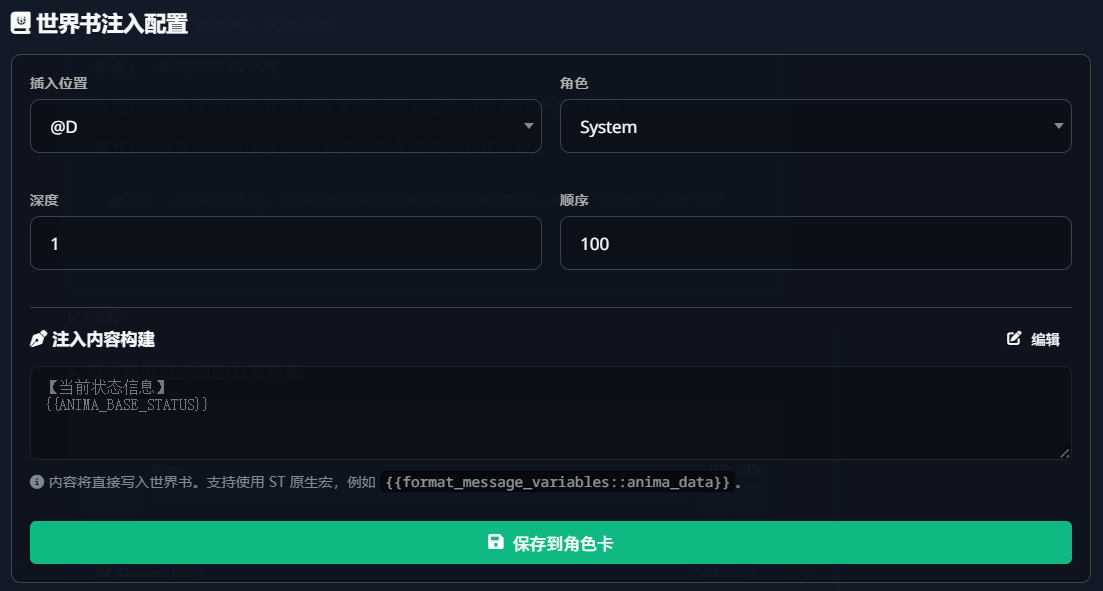 世界书注入配置
插入位置
角色
@D
System
深度
顺序
1
100
注入内容构建
编辑
【当前状态信息】
{{ANIMA_BASE_STATUS}}
内容将直接写入世界书。支持使用 ST 原生宏，例如 {{format_message_variables::anima_data}} 。
保存到角色卡